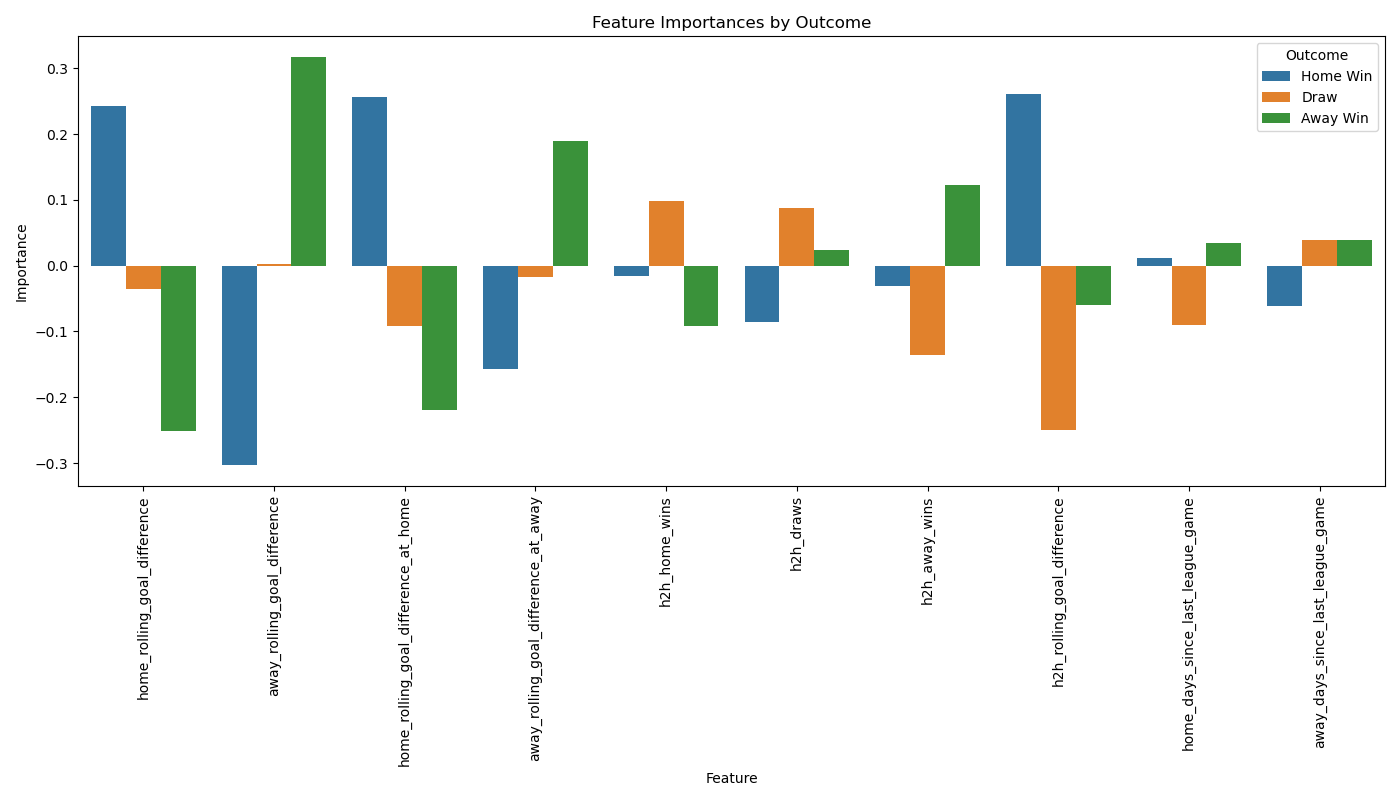 Feature Importances by Outcome
Outcome
Home Win
Draw
Away Win
Importance
0.3
0.2
0.1
0.0
−0.1
−0.2
−0.3
home_rolling_goal_difference
away_rolling_goal_difference
home_rolling_goal_difference_at_home
away_rolling_goal_difference_at_away
h2h_home_wins
h2h_draws
h2h_away_wins
h2h_rolling_goal_difference
home_days_since_last_league_game
away_days_since_last_league_game
Feature